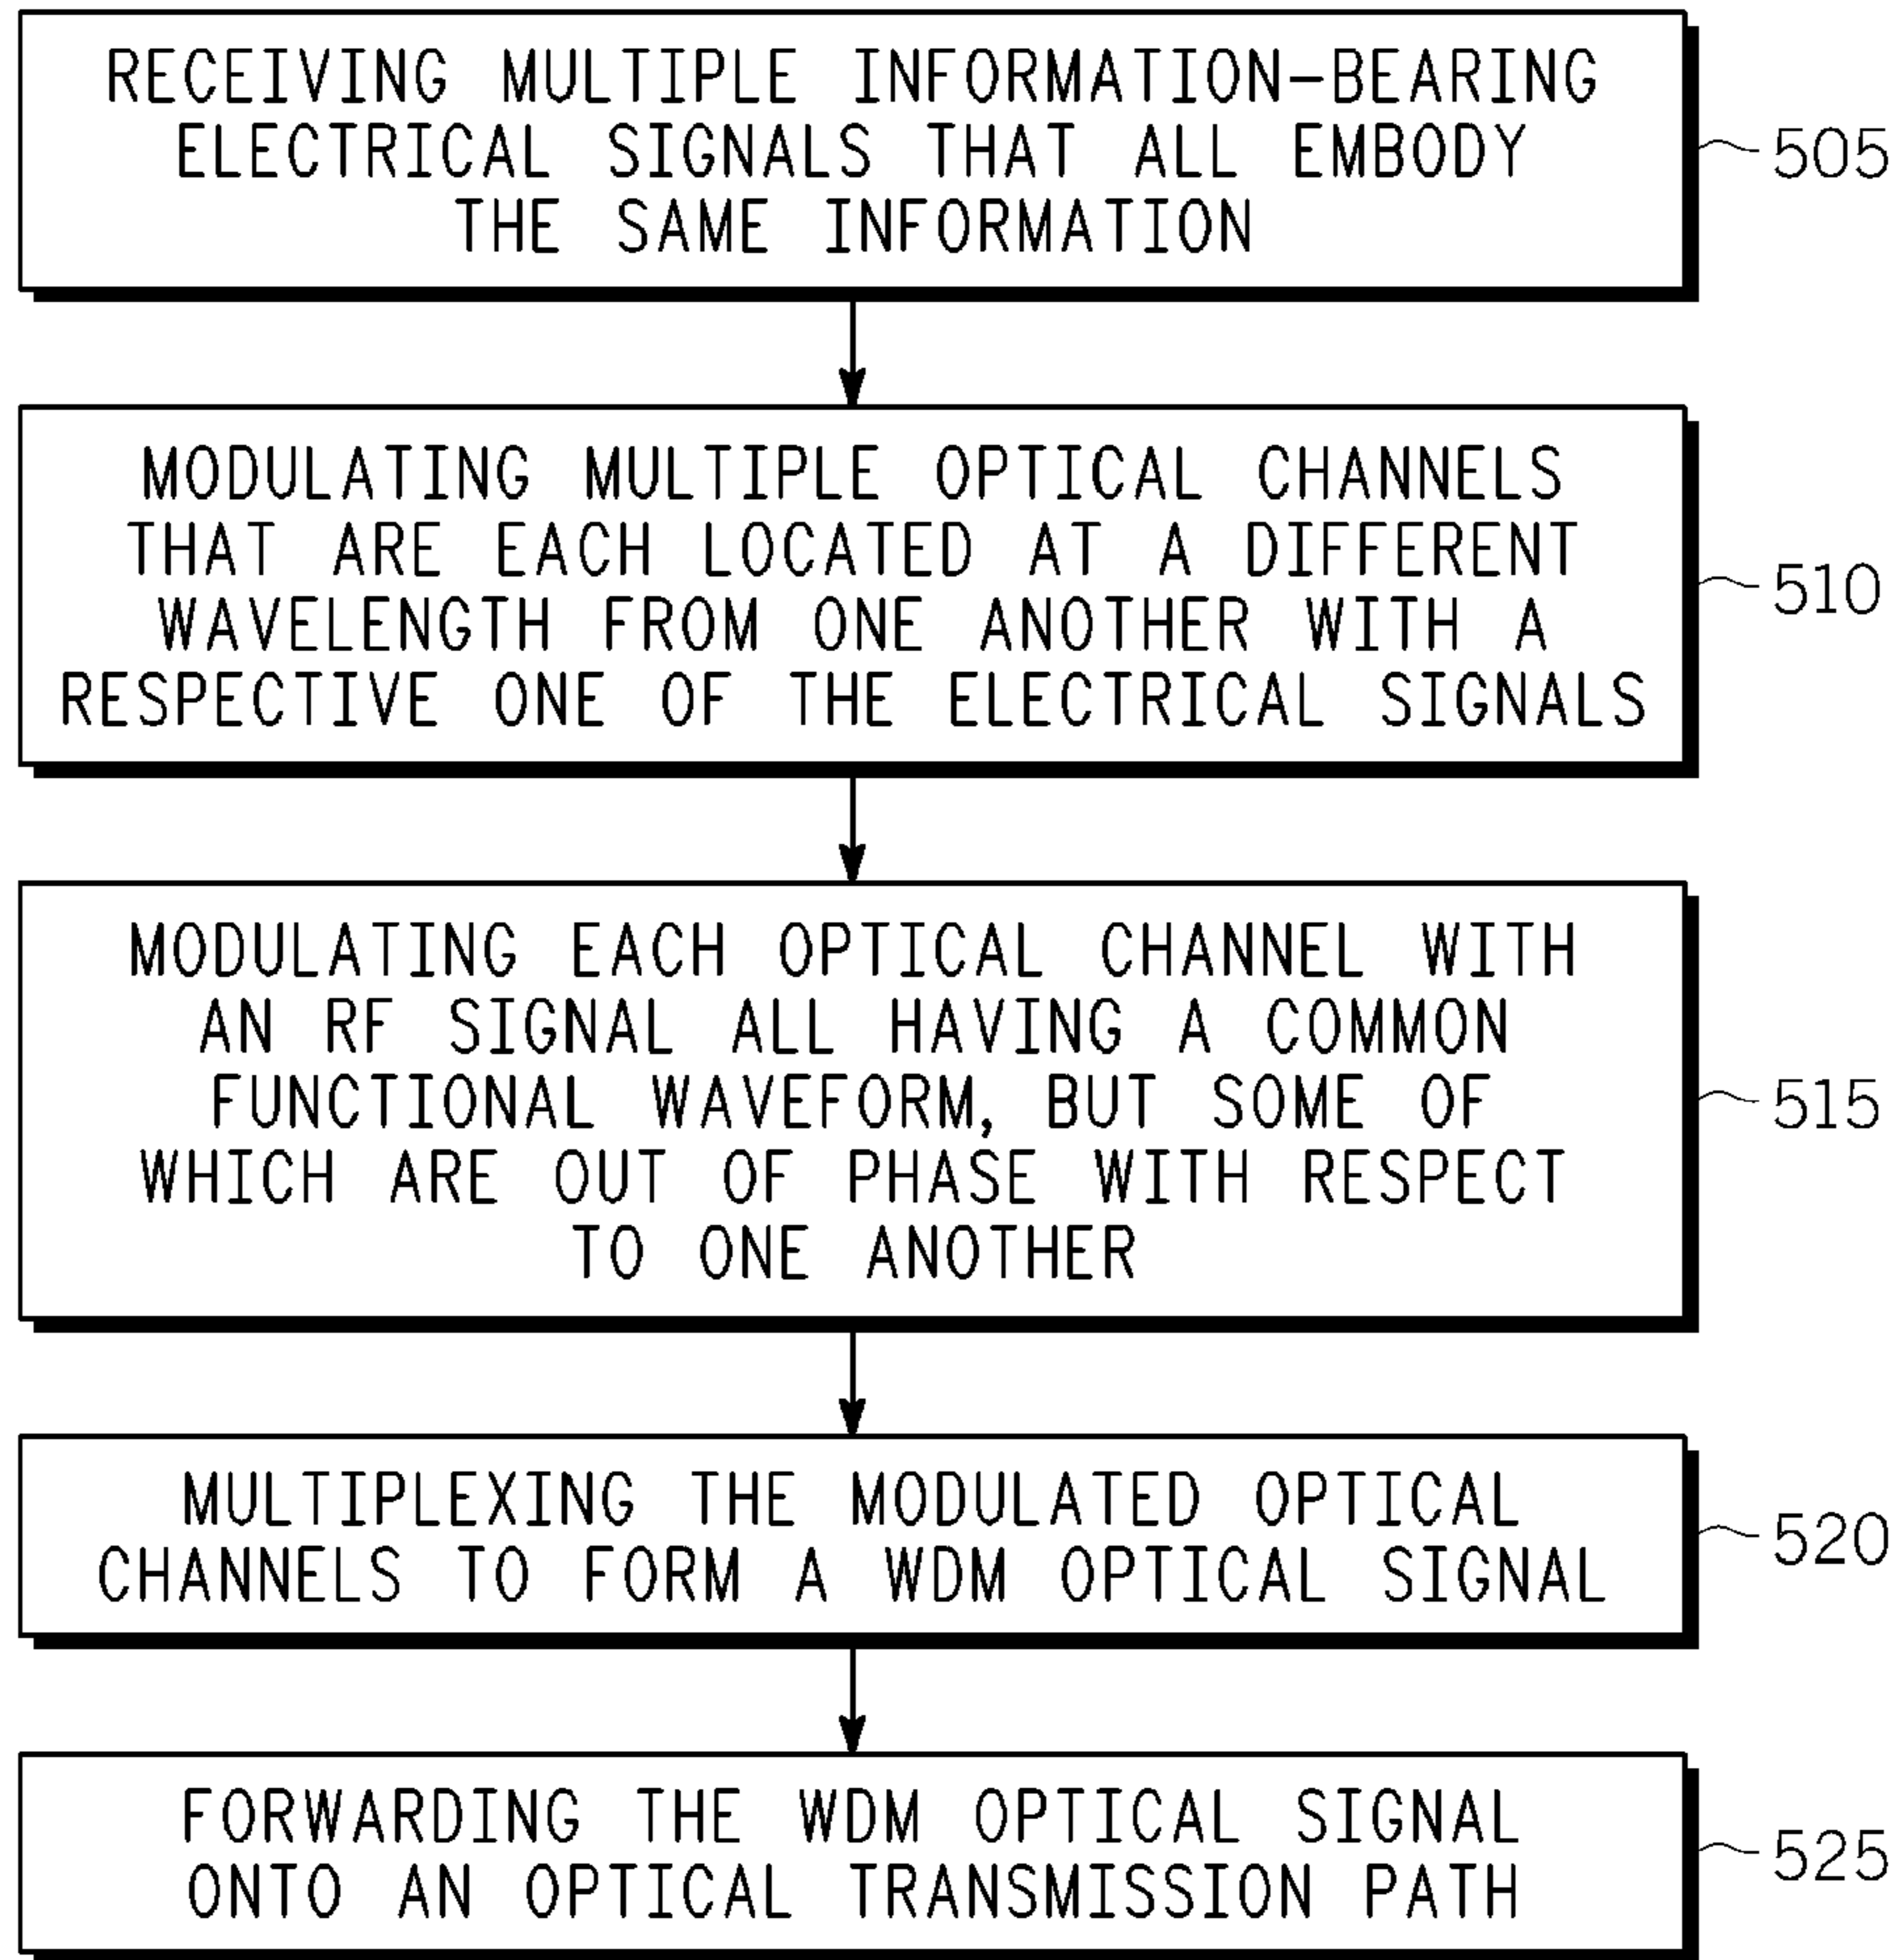 RECEIVING MULTIPLE INFORMATION-BEARING
ELECTRICAL SIGNALS THAT ALL EMBODY
THE SAME INFORMATION
505
MODULATING MULTIPLE OPTICAL CHANNELS
THAT ARE EACH LOCATED AT A DIFFERENT
WAVELENGTH FROM ONE ANOTHER WITH A
RESPECTIVE ONE OF THE ELECTRICAL SIGNALS
510
MODULATING EACH OPTICAL CHANNEL WITH
AN RF SIGNAL ALL HAVING A COMMON
FUNCTIONAL WAVEFORM, BUT SOME OF
WHICH ARE OUT OF PHASE WITH RESPECT
TO ONE ANOTHER
515
MULTIPLEXING THE MODULATED OPTICAL
CHANNELS TO FORM A WDM OPTICAL SIGNAL
520
FORWARDING THE WDM OPTICAL SIGNAL
ONTO AN OPTICAL TRANSMISSION PATH
525